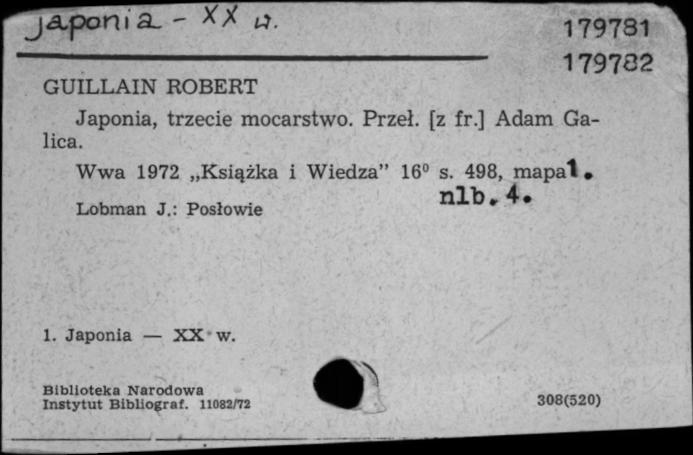 Japonia - XX w.
179781
179782
GUILLAIN ROBERT
Japonia, trzecie mocarstwo. Przeł. [z fr.] Adam Ga-
lica.
Wwa 1972 „Książka i Wiedza” 16⁰ s. 498, mapa 1.
nlb. 4.
Lobman J.: Posłowie
1. Japonia — XX w.
Biblioteka Narodowa
Instytut Bibliograf. 11082/72
308(520)